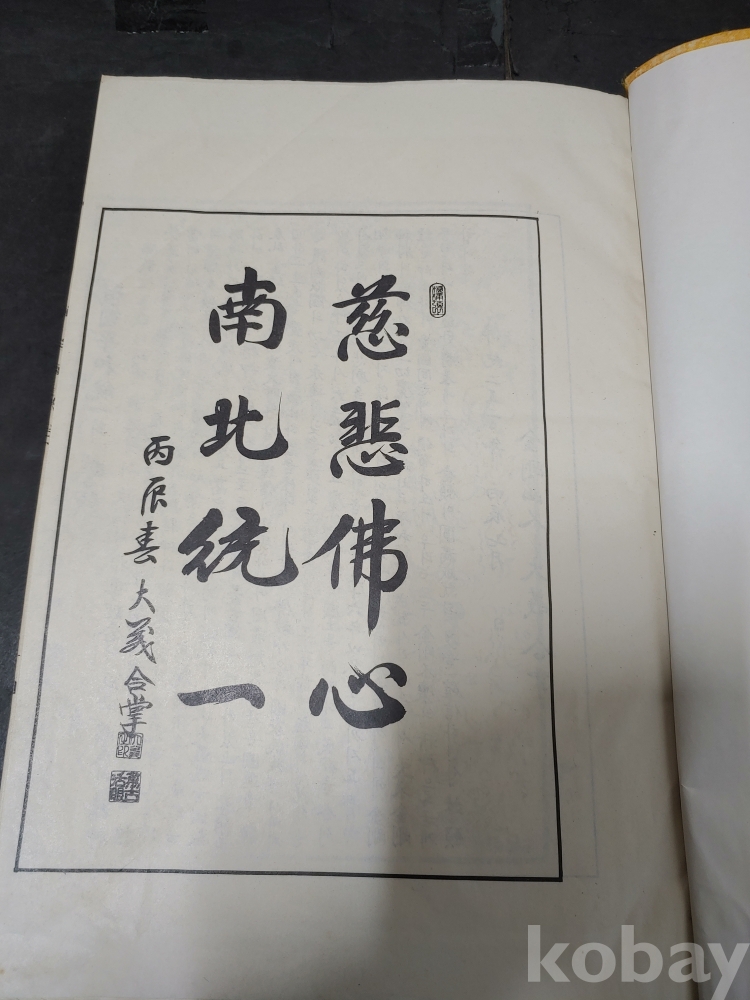 慈悲佛心
南北統一
丙辰春 大義合掌
kobay